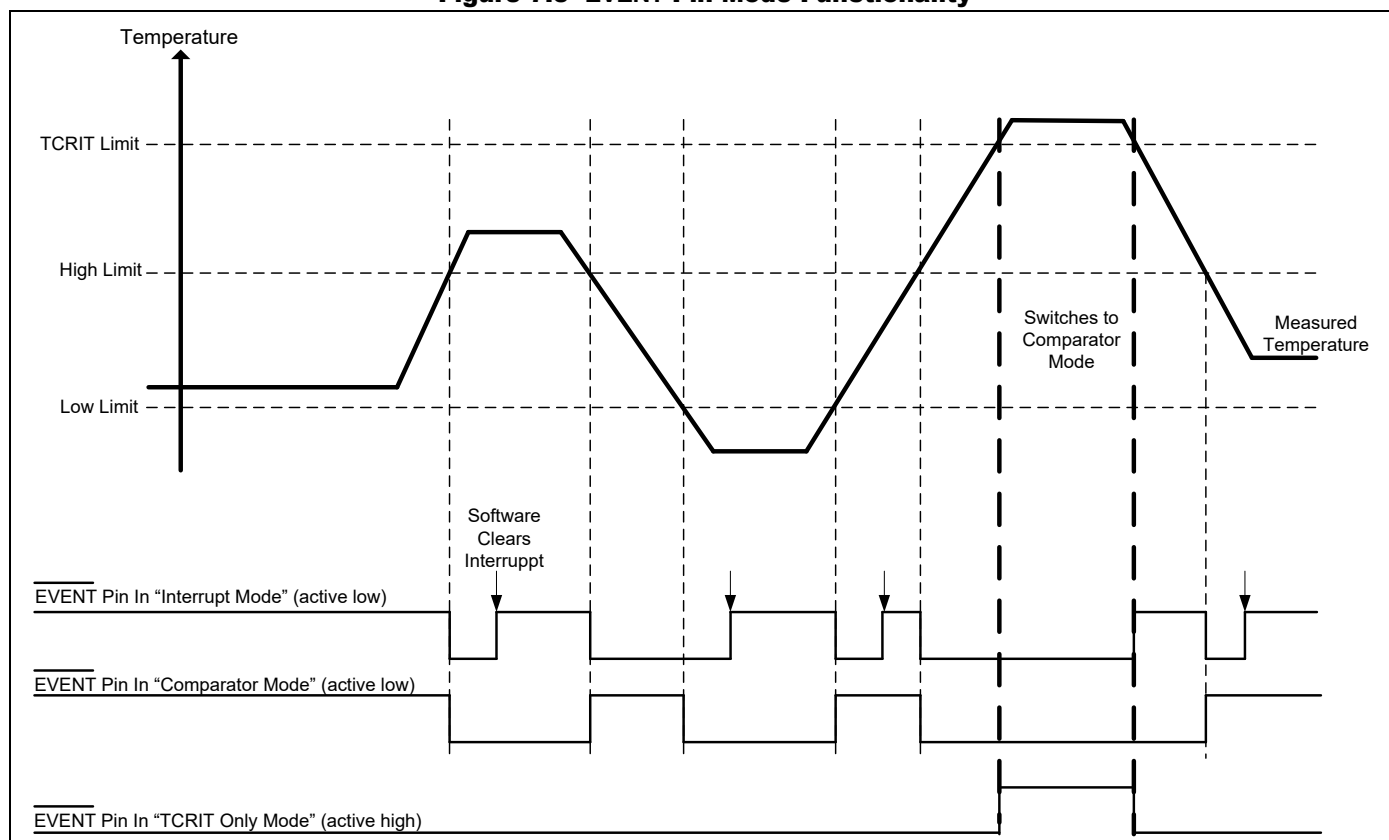 Figure 1.3 EVENT Pin Mode Functionality
Temperature
TCRIT Limit
High Limit
Low Limit
Switches to
Comparator
Mode
Measured
Temperature
Software
Clears
Interruppt
EVENT Pin In “Interrupt Mode” (active low)
EVENT Pin In “Comparator Mode” (active low)
EVENT Pin In “TCRIT Only Mode” (active high)